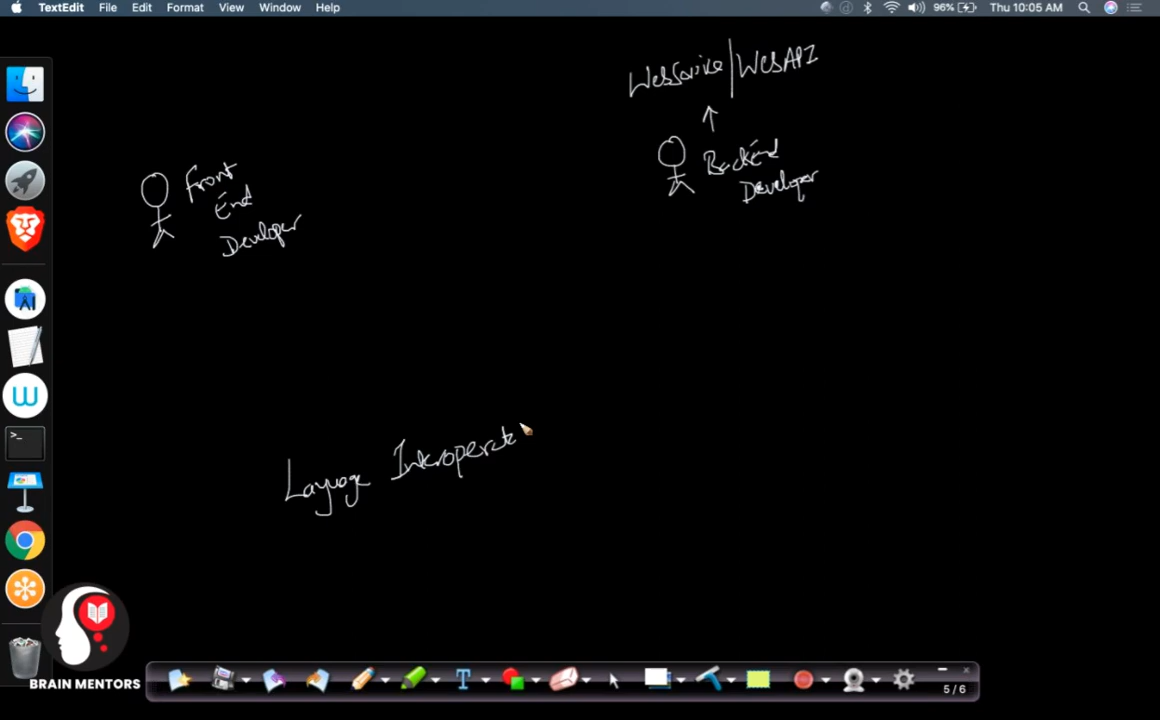 TextEdit File Edit Format View Window Help
96% Thu 10:05 AM
WebService/WebAPI
Front
End
Developer
BackEnd
Developer
Layuage Interoperate
BRAIN MENTORS
T
5 / 6